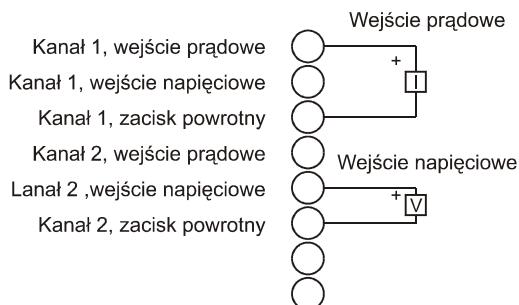 Wejście prądowe
Kanał 1, wejście prądowe
+
Kanał 1, wejście napięciowe
I
Kanał 1, zacisk powrotny
Kanał 2, wejście prądowe
Wejście napięciowe
Lanał 2 ,wejście napięciowe
+
V
Kanał 2, zacisk powrotny